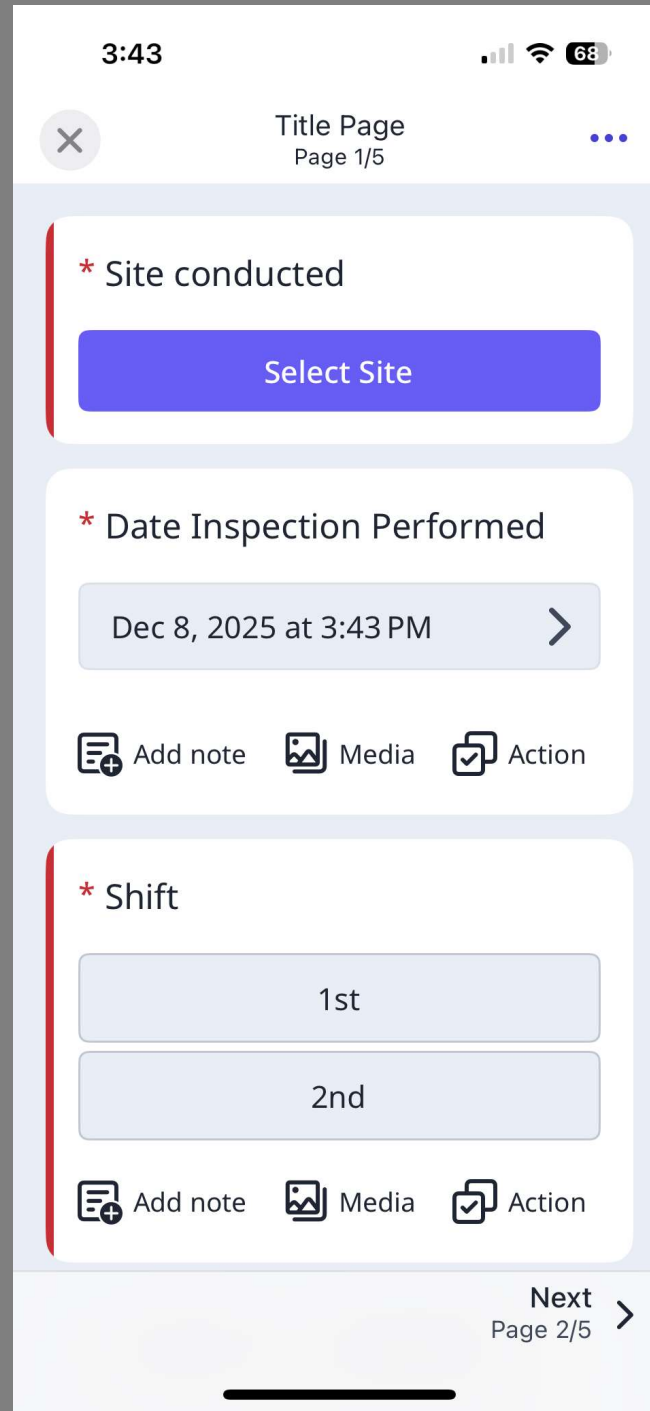 3:43
68
Title Page
Page 1/5
* Site conducted
Select Site
* Date Inspection Performed
Dec 8, 2025 at 3:43 PM
Add note Media Action
* Shift
1st
2nd
Add note Media Action
Next
Page 2/5